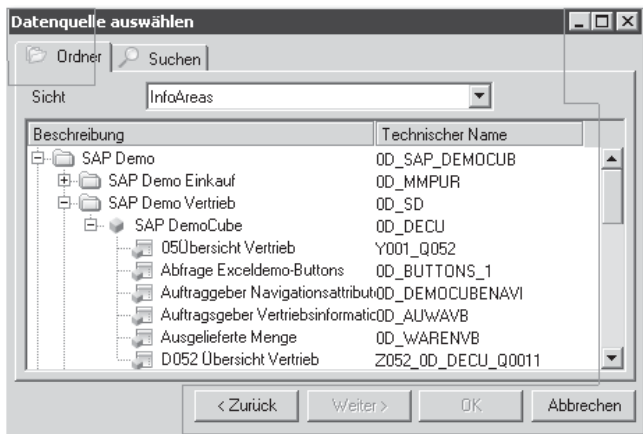 Datenquelle auswählen
Ordner Suchen
Sicht InfoAreas
Beschreibung Technischer Name
SAP Demo 0D_SAP_DEMOCUB
SAP Demo Einkauf 0D_MMPUR
SAP Demo Vertrieb 0D_SD
SAP DemoCube 0D_DECU
05Übersicht Vertrieb Y001_Q052
Abfrage Exceldemo-Buttons 0D_BUTTONS_1
Auftraggeber Navigationsattribut 0D_DEMOCUBENAVI
Auftragsgeber Vertriebsinformatic 0D_AUWAVB
Ausgelieferte Menge 0D_WARENVB
D052 Übersicht Vertrieb Z052_0D_DECU_Q0011
< Zurück Weiter > OK Abbrechen